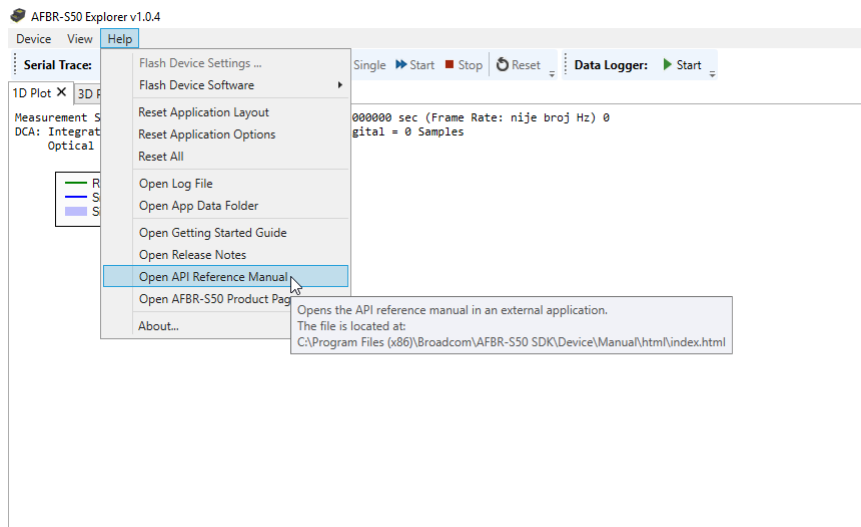 AFBR-S50 Explorer v1.0.4
Device View Help
Serial Trace: Single Start Stop Reset Data Logger: Start
1D Plot 3D
Measurement S 000000 sec (Frame Rate: nije broj Hz) 0
DCA: Integrat gital = 0 Samples
Optical
R
S
S
Flash Device Settings ...
Flash Device Software
Reset Application Layout
Reset Application Options
Reset All
Open Log File
Open App Data Folder
Open Getting Started Guide
Open Release Notes
Open API Reference Manual
Open AFBR-S50 Product Pag
About...
Opens the API reference manual in an external application.
The file is located at:
C:\Program Files (x86)\Broadcom\AFBR-S50 SDK\Device\Manual\html\index.html